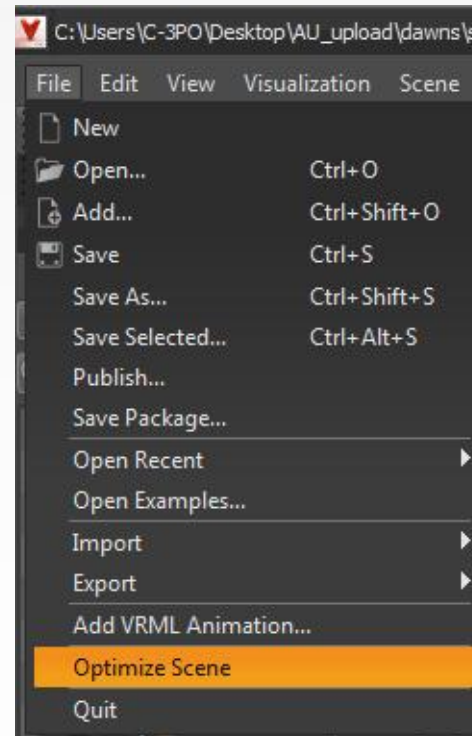 C:\Users\C-3PO\Desktop\AU_upload\dawns\s
File Edit View Visualization Scene
New
Open... Ctrl+O
Add... Ctrl+Shift+O
Save Ctrl+S
Save As... Ctrl+Shift+S
Save Selected... Ctrl+Alt+S
Publish...
Save Package...
Open Recent
Open Examples...
Import
Export
Add VRML Animation...
Optimize Scene
Quit